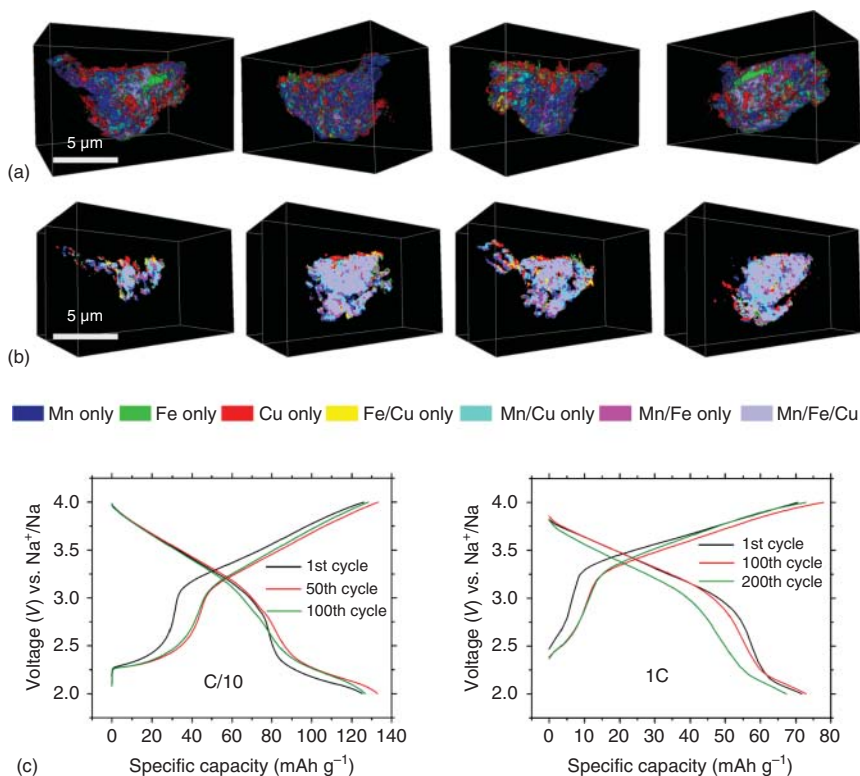 5 µm
(a)
5 µm
(b)
Mn only Fe only Cu only Fe/Cu only Mn/Cu only Mn/Fe only Mn/Fe/Cu
Voltage (V) vs. Na⁺/Na
4.0
3.5
3.0
2.5
2.0
1st cycle
50th cycle
100th cycle
C/10
0 20 40 60 80 100 120 140
Specific capacity (mAh g⁻¹)
Voltage (V) vs. Na⁺/Na
4.0
3.5
3.0
2.5
2.0
1st cycle
100th cycle
200th cycle
1C
0 10 20 30 40 50 60 70 80
Specific capacity (mAh g⁻¹)
(c)